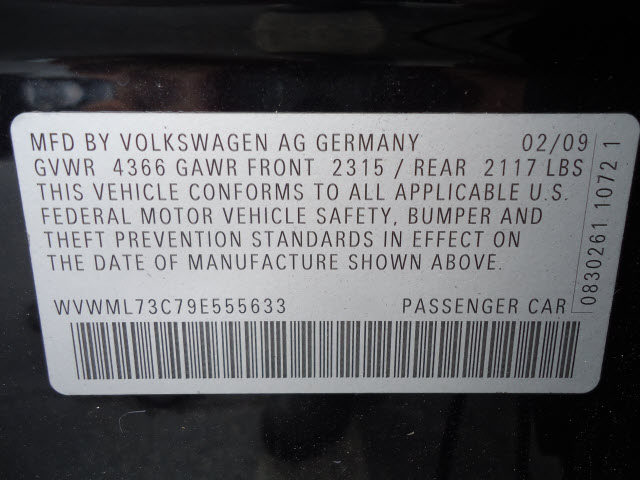 MFD BY VOLKSWAGEN AG GERMANY 02/09
GVWR 4366 GAWR FRONT 2315 / REAR 2117 LBS
THIS VEHICLE CONFORMS TO ALL APPLICABLE U.S.
FEDERAL MOTOR VEHICLE SAFETY, BUMPER AND
THEFT PREVENTION STANDARDS IN EFFECT ON
THE DATE OF MANUFACTURE SHOWN ABOVE.
WVWML73C79E555633 PASSENGER CAR
0830261 1072 1